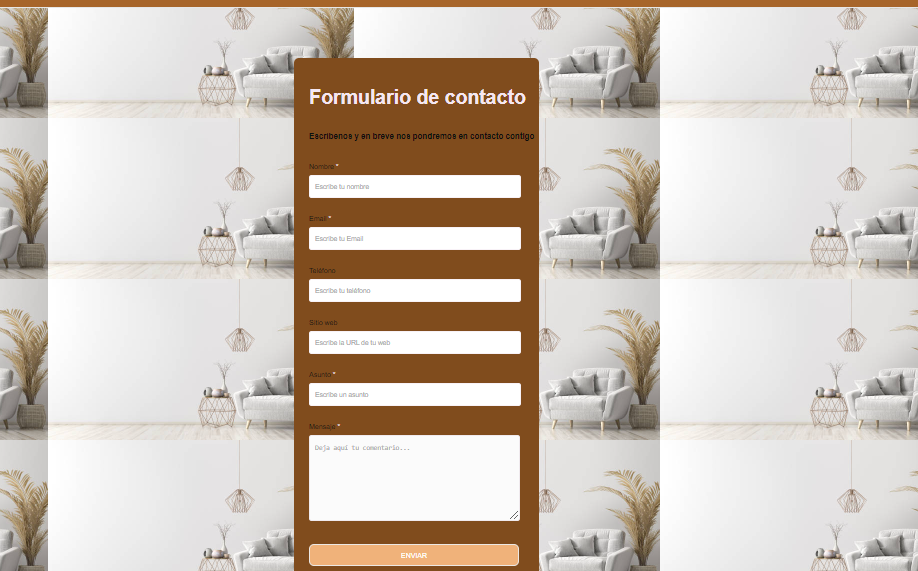 Formulario de contacto
Escríbenos y en breve nos pondremos en contacto contigo
Nombre *
Escribe tu nombre
Email *
Escribe tu Email
Teléfono
Escribe tu teléfono
Sitio web
Escribe la URL de tu web
Asunto *
Escribe un asunto
Mensaje *
Deja aquí tu comentario...
ENVIAR